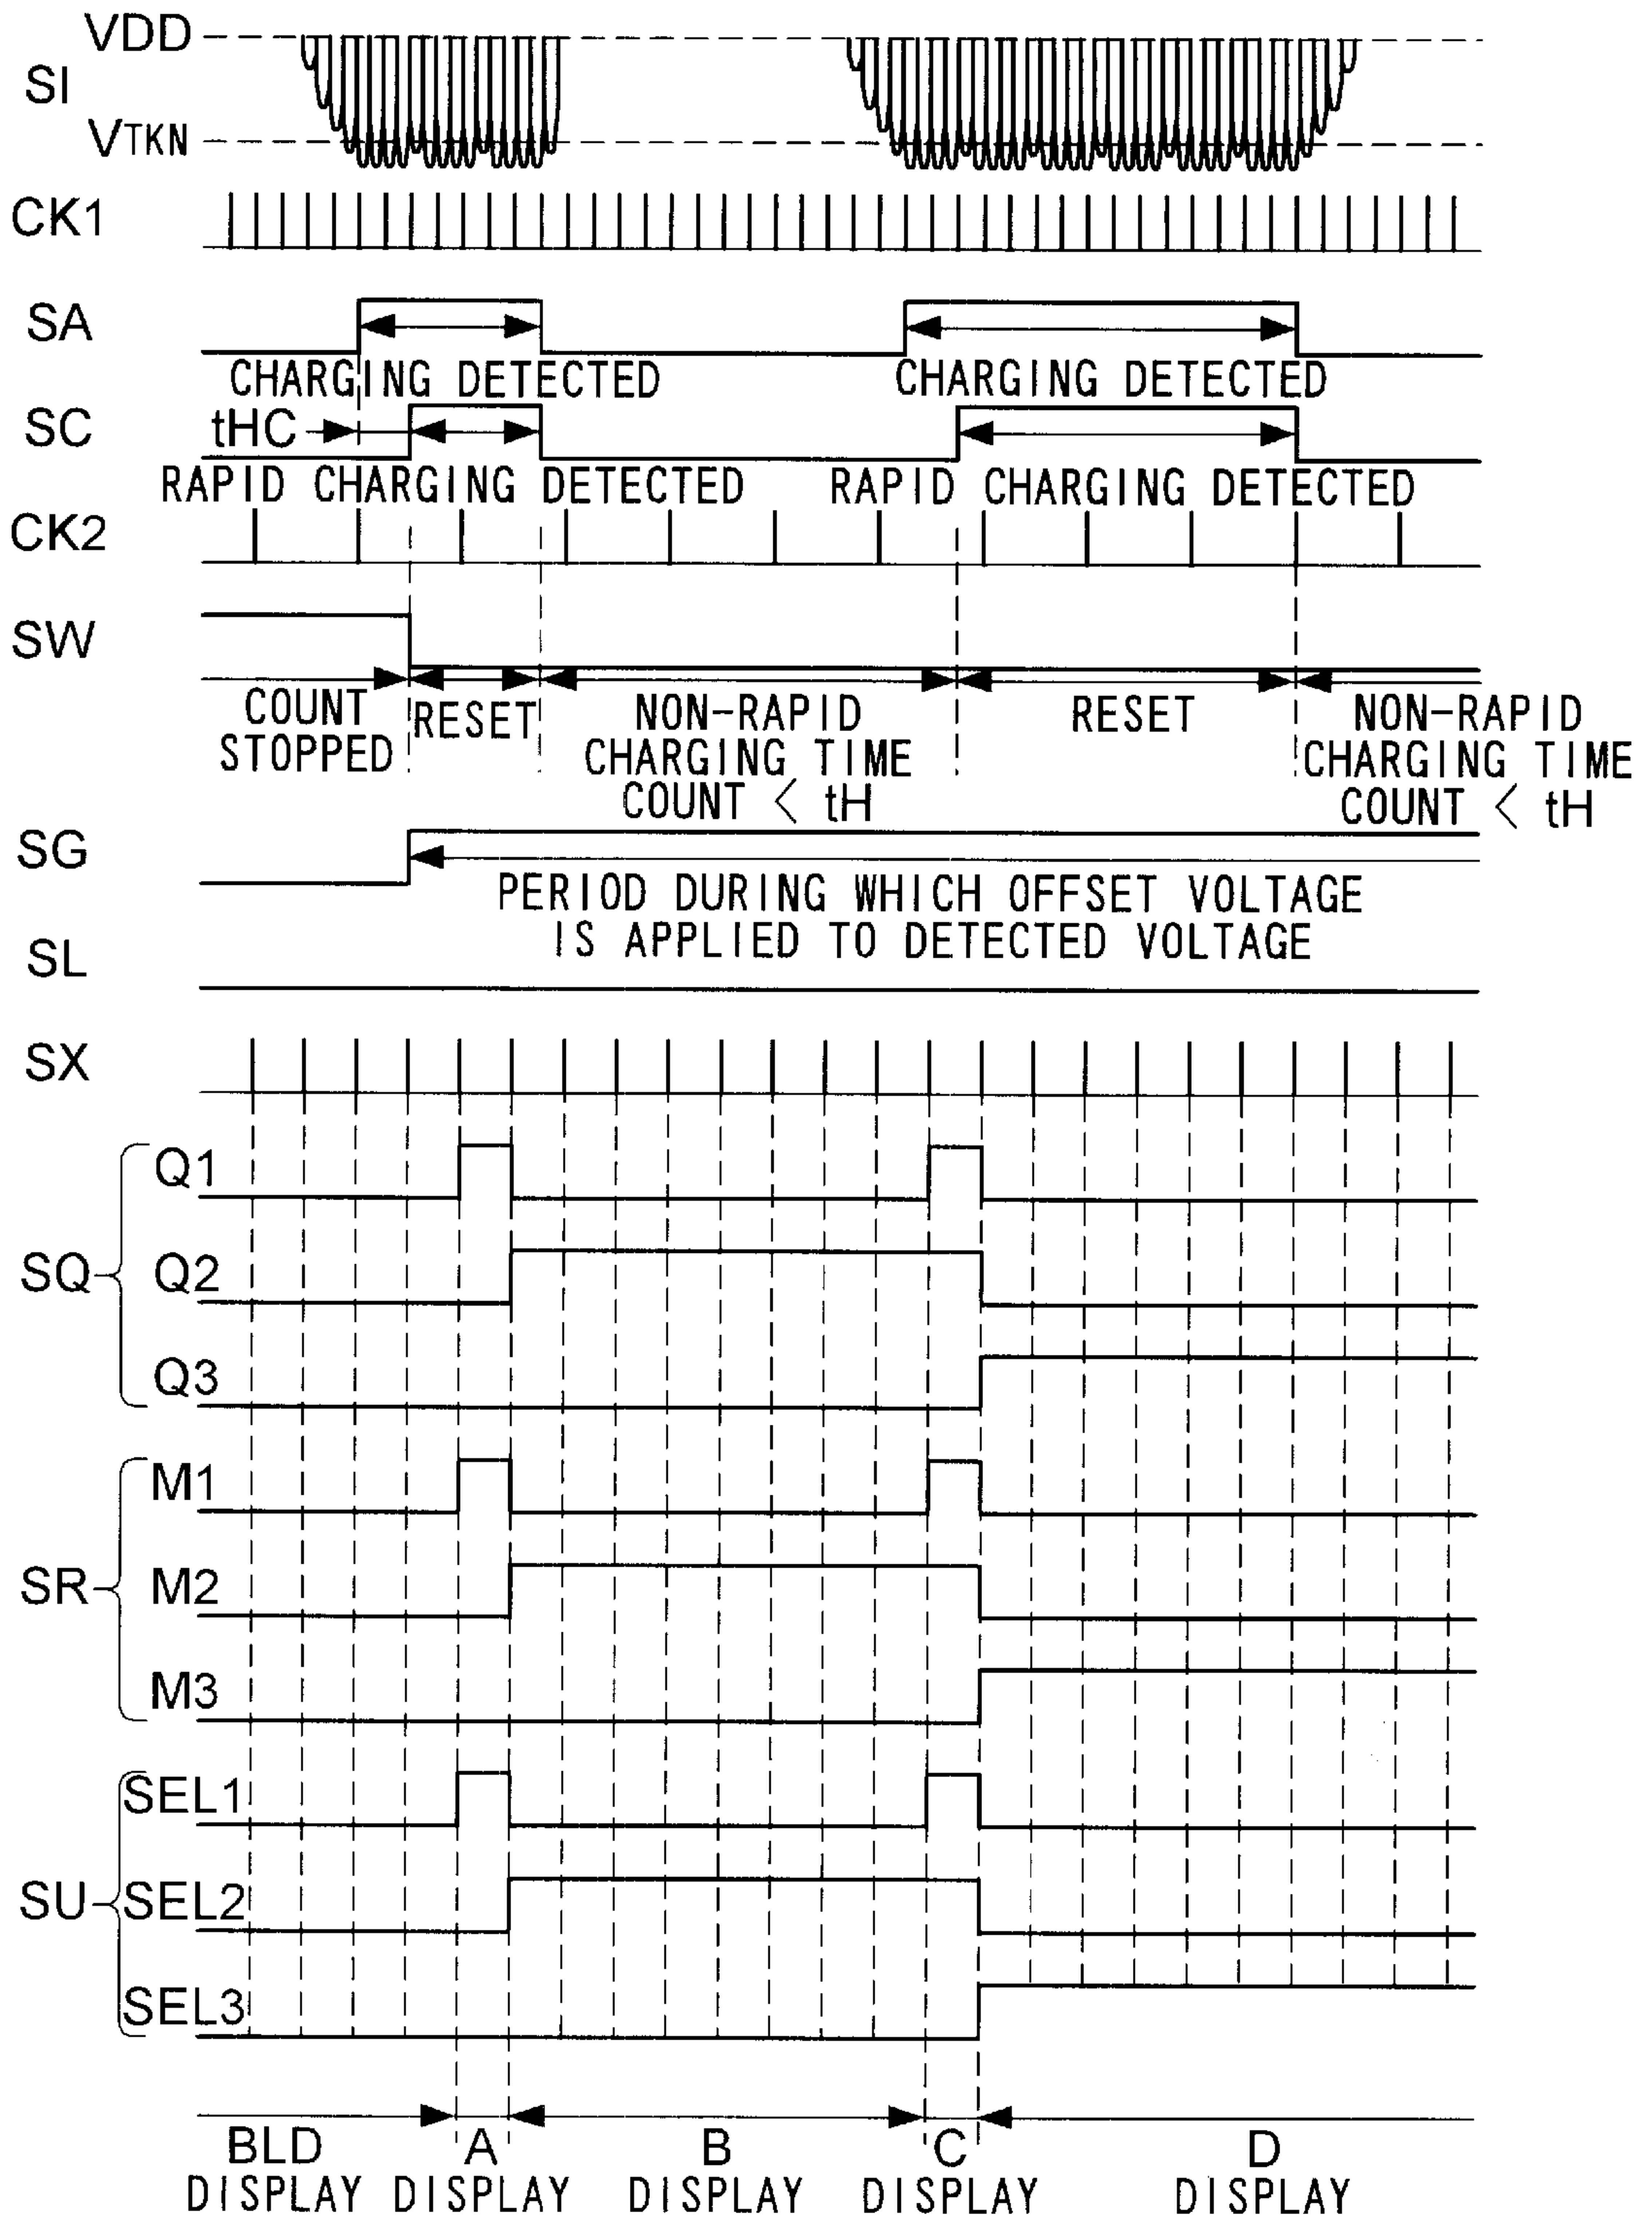 VDD
SI
VTKN
CK1
SA
CHARGING DETECTED
CHARGING DETECTED
SC
tHC
RAPID CHARGING DETECTED
RAPID CHARGING DETECTED
CK2
SW
COUNT
STOPPED
RESET
NON-RAPID
CHARGING TIME
COUNT < tH
RESET
NON-RAPID
CHARGING TIME
COUNT < tH
SG
PERIOD DURING WHICH OFFSET VOLTAGE
IS APPLIED TO DETECTED VOLTAGE
SL
SX
SQ
Q1
Q2
Q3
SR
M1
M2
M3
SU
SEL1
SEL2
SEL3
BLD
DISPLAY
A
DISPLAY
B
DISPLAY
C
DISPLAY
D
DISPLAY